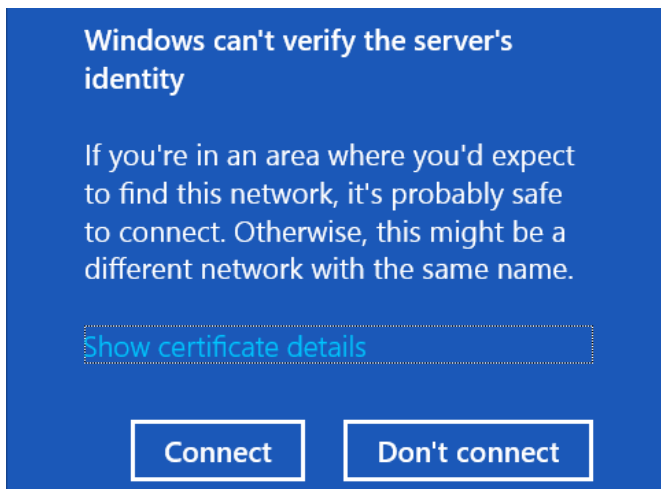 Windows can't verify the server's
identity
If you're in an area where you'd expect
to find this network, it's probably safe
to connect. Otherwise, this might be a
different network with the same name.
Show certificate details
Connect
Don't connect